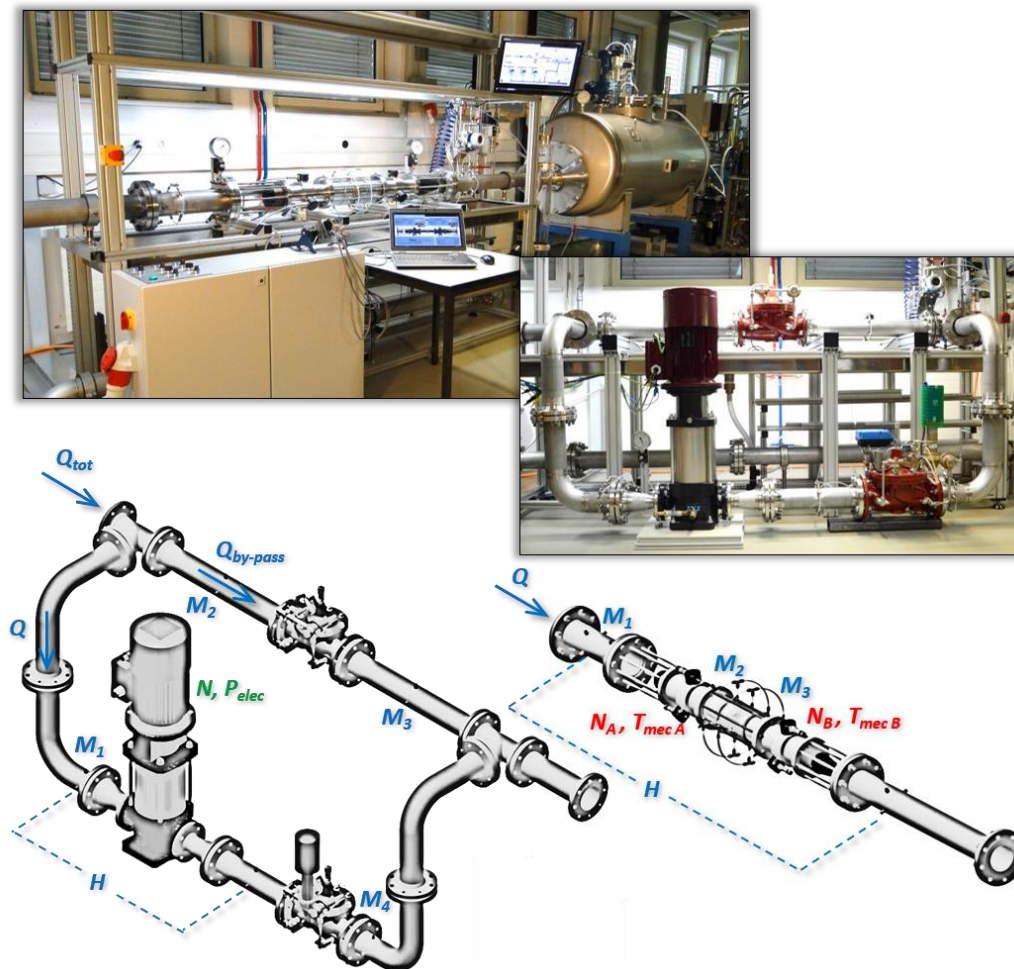 Q_tot
Q_by-pass
M_2
Q
N, P_elec
M_3
M_1
H
M_4
Q
M_1
M_2
M_3
N_A, T_mec A
N_B, T_mec B
H